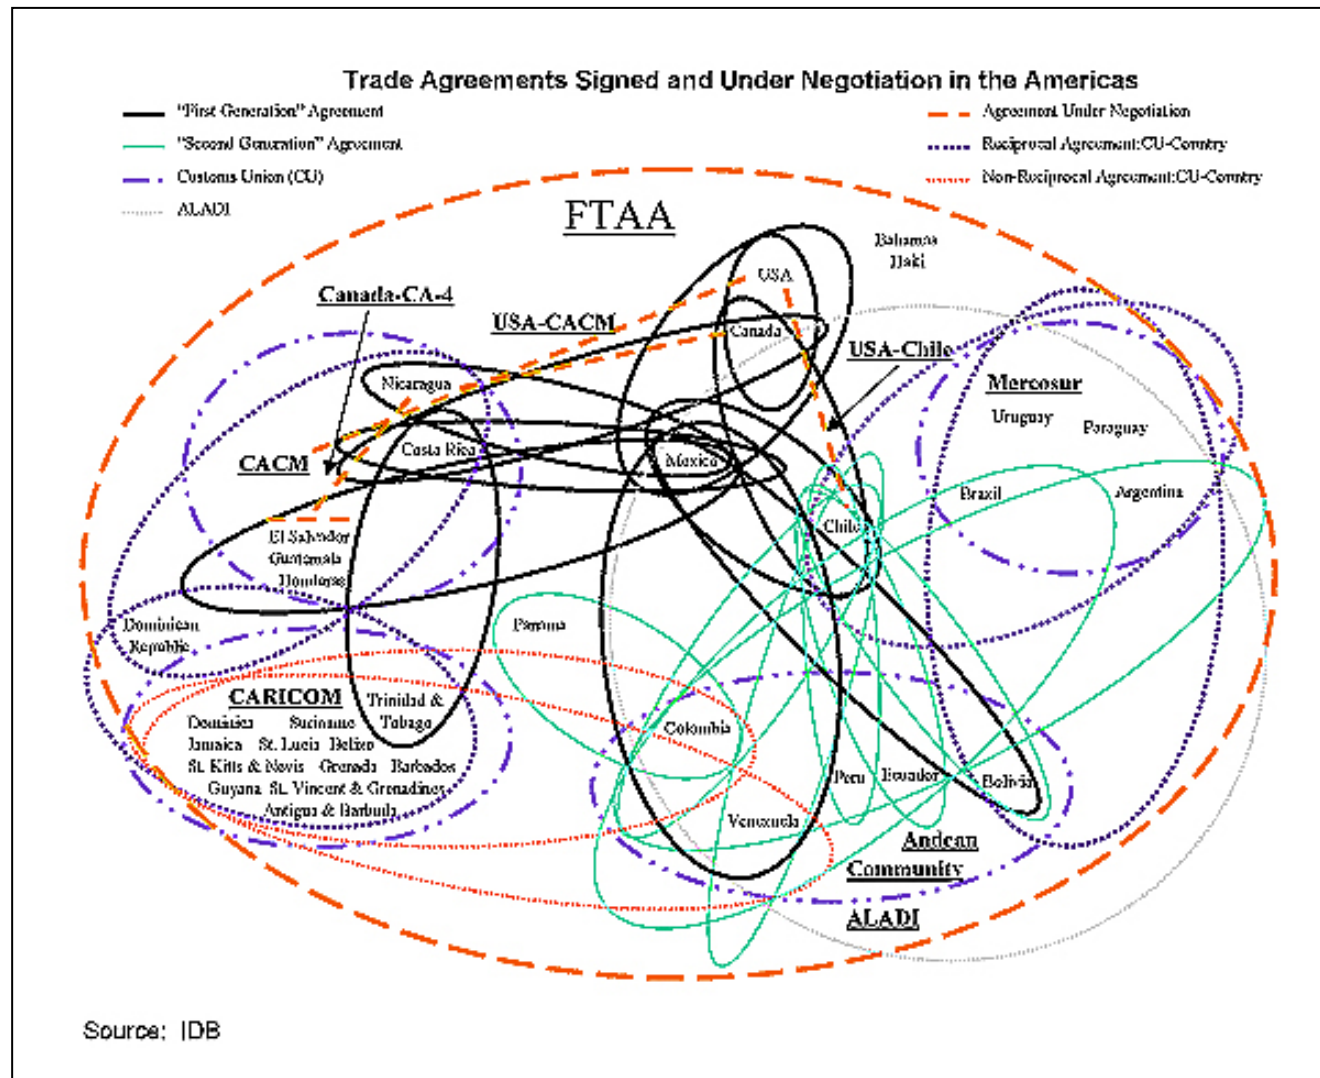 Trade Agreements Signed and Under Negotiation in the Americas
"First Generation" Agreement
"Second Generation" Agreement
Customs Union (CU)
ALADI
Agreement Under Negotiation
Reciprocal Agreement:CU-Country
Non-Reciprocal Agreement:CU-Country
FTAA
Bahamas
Haiti
USA
Canada-CA-4
USA-CACM
Canada
USA-Chile
Nicaragua
Mercosur
Uruguay
Paraguay
Costa Rica
CACM
Mexico
Brazil
Argentina
Chile
El Salvador
Guatemala
Honduras
Dominican
Republic
Panama
CARICOM
Trinidad &
Tobago
Dominica Suriname
Jamaica St. Lucia Belize
St. Kitts & Nevis Grenada Barbados
Guyana St. Vincent & Grenadines
Antigua & Barbuda
Colombia
Peru
Ecuador
Bolivia
Venezuela
Andean
Community
ALADI
Source: IDB